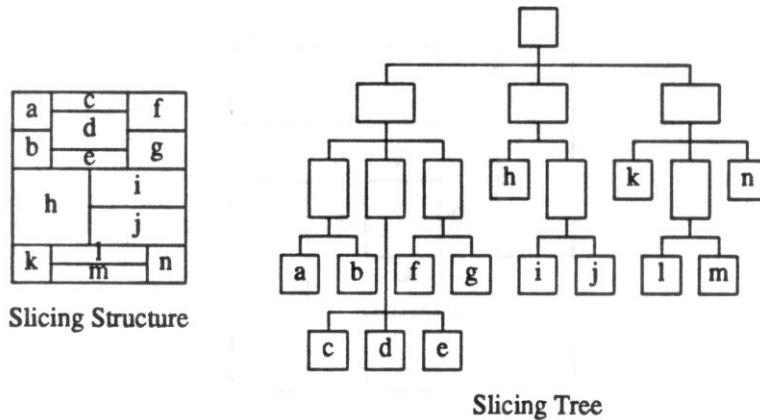 a c f
d
b e g
h i
j
k l n
m
Slicing Structure
h k n
a b f g i j l m
c d e
Slicing Tree